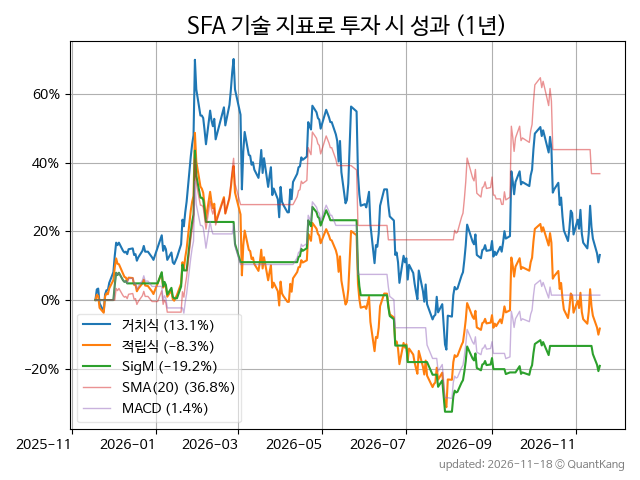 SFA 기술 지표로 투자 시 성과 (1년)
60%
40%
20%
0%
−20%
거치식 (13.1%)
적립식 (−8.3%)
SigM (−19.2%)
SMA(20) (36.8%)
MACD (1.4%)
2025-11 2026-01 2026-03 2026-05 2026-07 2026-09 2026-11
updated: 2026-11-18 © QuantKang